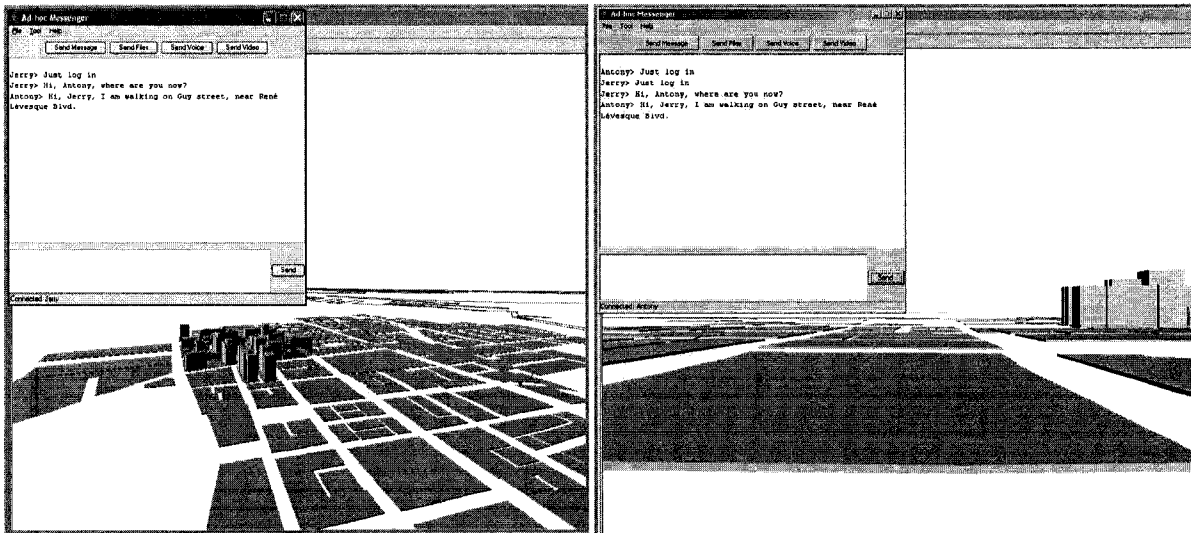 Ad hoc Messenger
File Tool Help
Send Message Send Files Send Voice Send Video
Jerry> Just log in
Jerry> Hi, Antony, where are you now?
Antony> Hi, Jerry, I am walking on Guy street, near René
Lévesque Blvd.
Send
Connected: Jerry
Ad hoc Messenger
File Tool Help
Send Message Send Files Send Voice Send Video
Antony> Just log in
Jerry> Just log in
Jerry> Hi, Antony, where are you now?
Antony> Hi, Jerry, I am walking on Guy street, near René
Lévesque Blvd.
Send
Connected: Antony